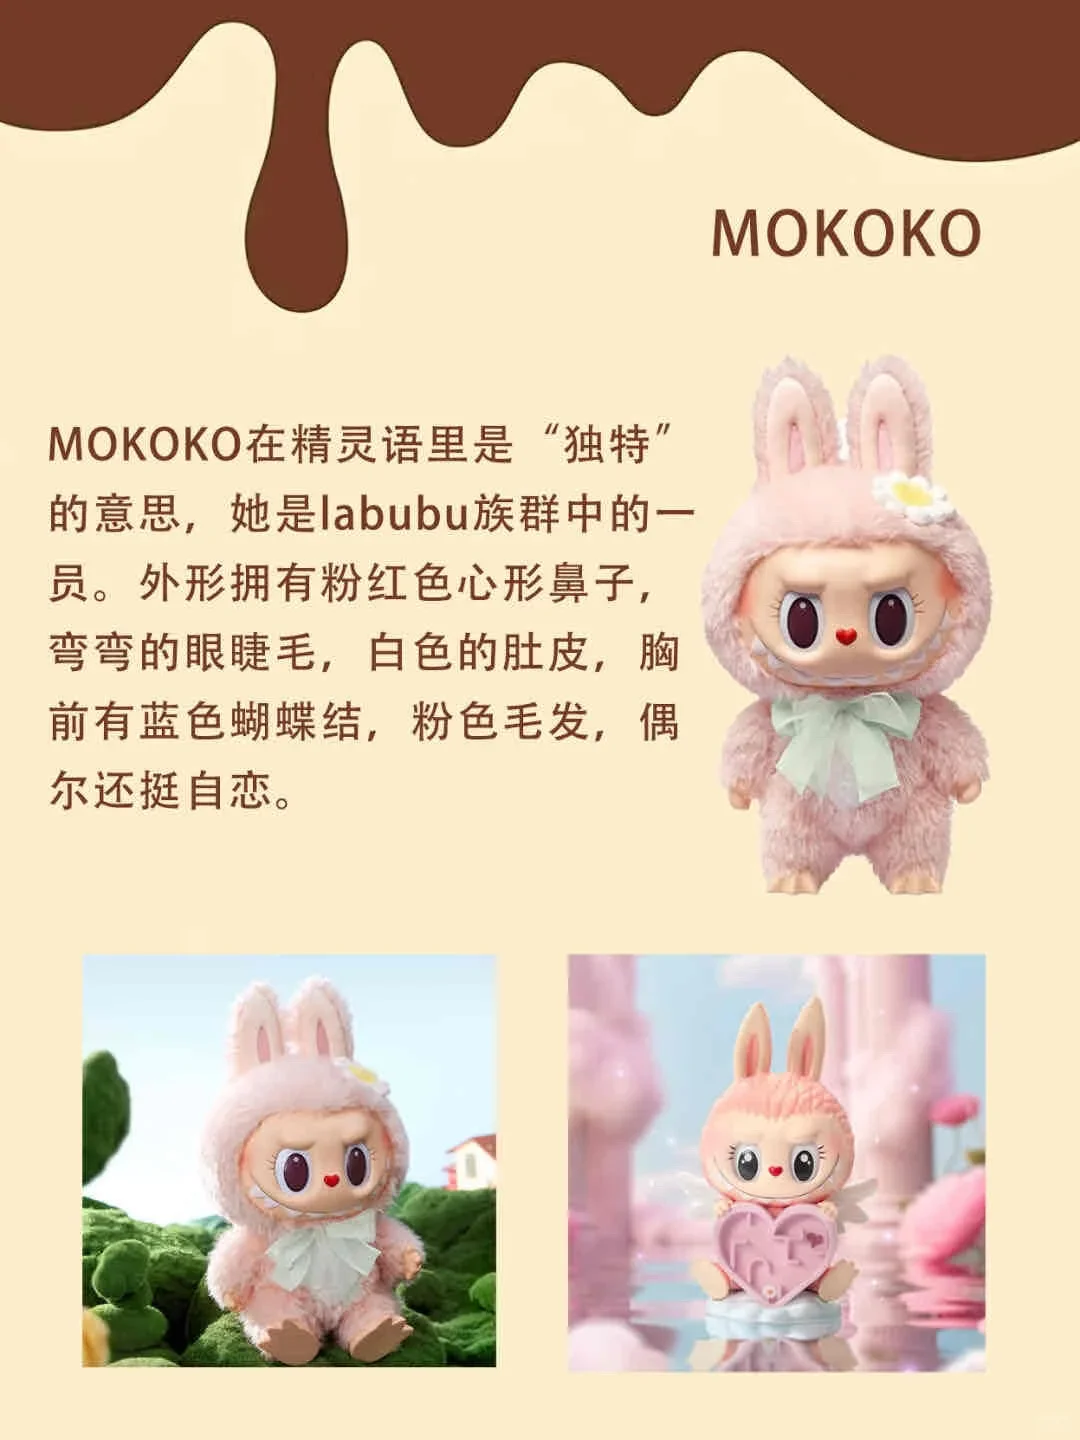 MOKOKO
MOKOKO在精灵语里是“独特”
的意思，她是labubu族群中的一
员。外形拥有粉红色心形鼻子，
弯弯的眼睫毛，白色的肚皮，胸
前有蓝色蝴蝶结，粉色毛发，偶
尔还挺自恋。